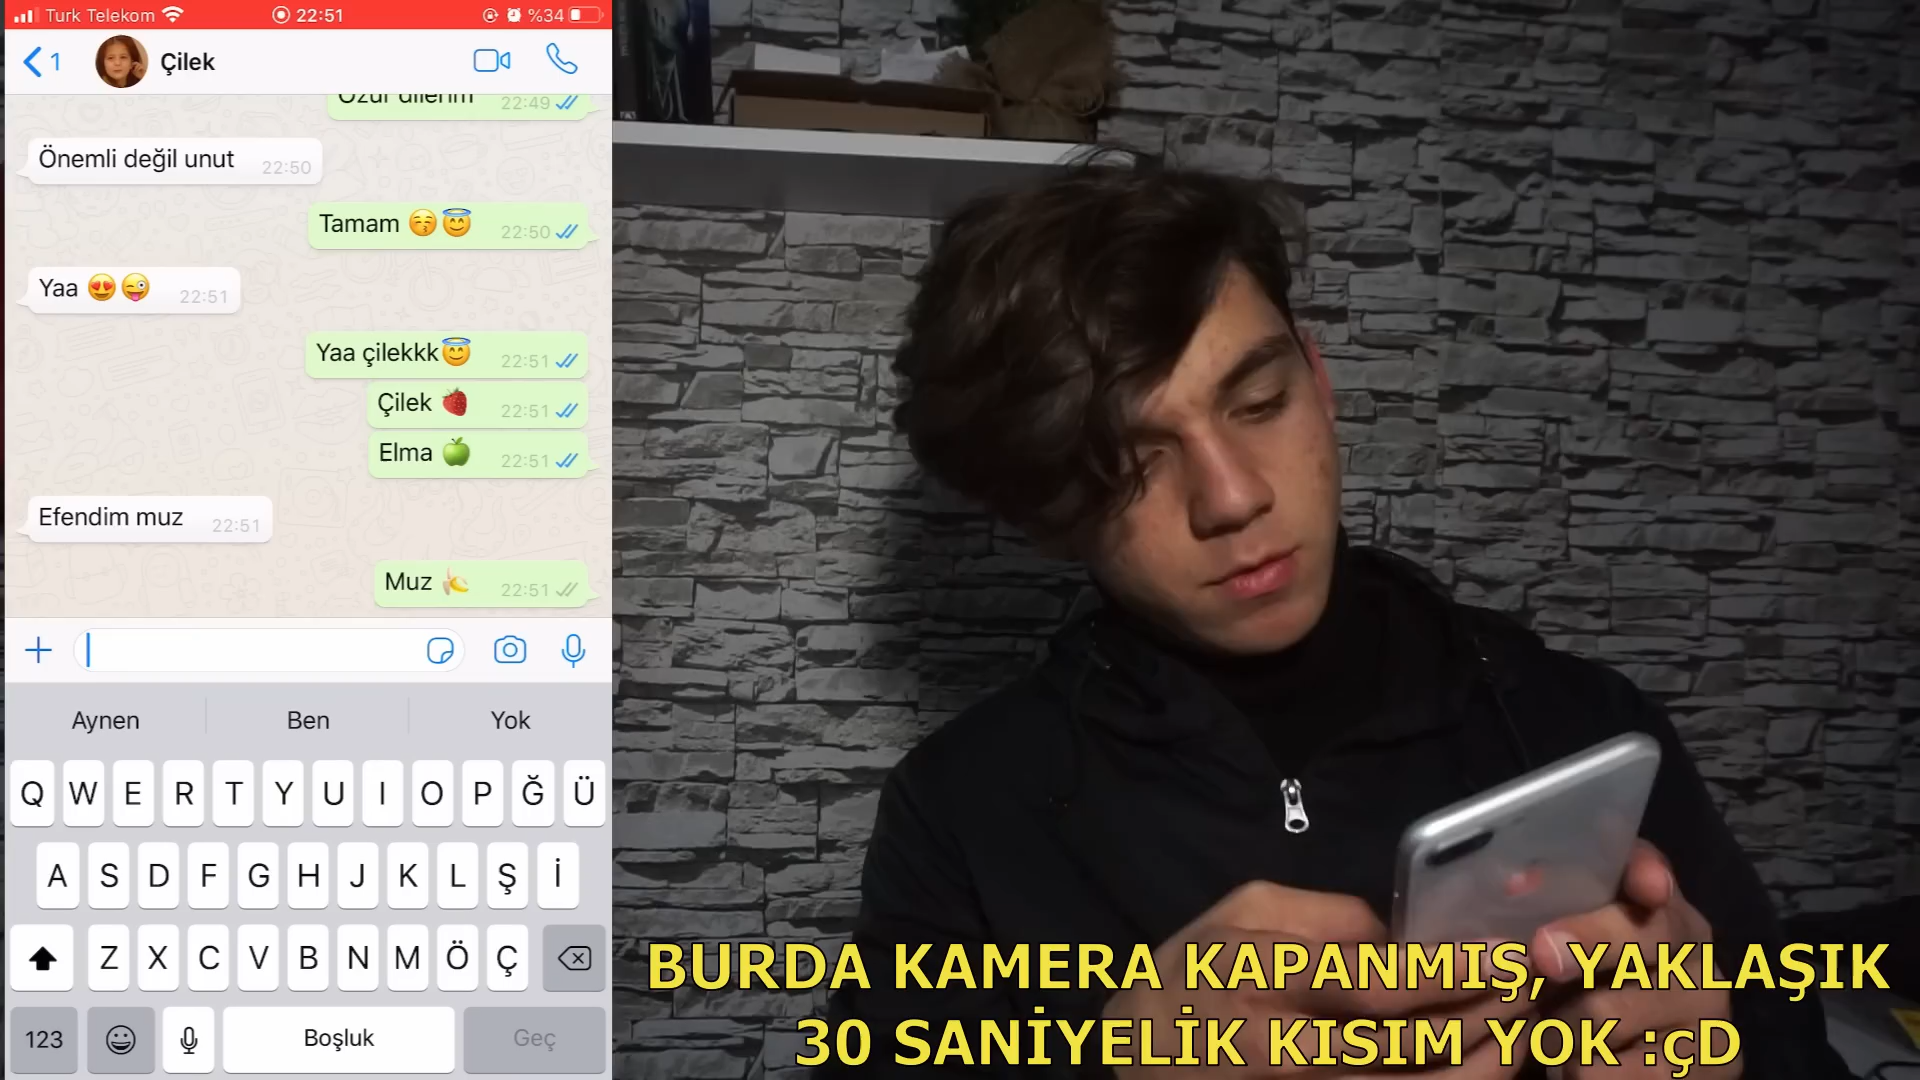 Turk Telekom 22:51 %34
1 Çilek
Özür dilerim 22:49
Önemli değil unut 22:50
Tamam 😚😇 22:50
Yaa 😍😜 22:51
Yaa çilekkk😇 22:51
Çilek 🍓 22:51
Elma 🍏 22:51
Efendim muz 22:51
Muz 🍌 22:51
Aynen Ben Yok
Q W E R T Y U I O P Ğ Ü
A S D F G H J K L Ş İ
Z X C V B N M Ö Ç
123 Boşluk Geç
BURDA KAMERA KAPANMIŞ, YAKLAŞIK
30 SANİYELİK KISIM YOK :çD